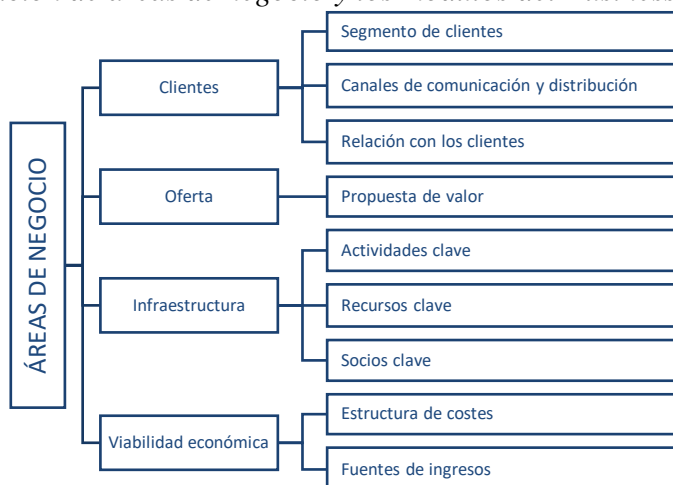 Segmento de clientes
Clientes
Canales de comunicación y distribución
Relación con los clientes
Oferta
Propuesta de valor
ÁREAS DE NEGOCIO
Actividades clave
Infraestructura
Recursos clave
Socios clave
Estructura de costes
Viabilidad económica
Fuentes de ingresos